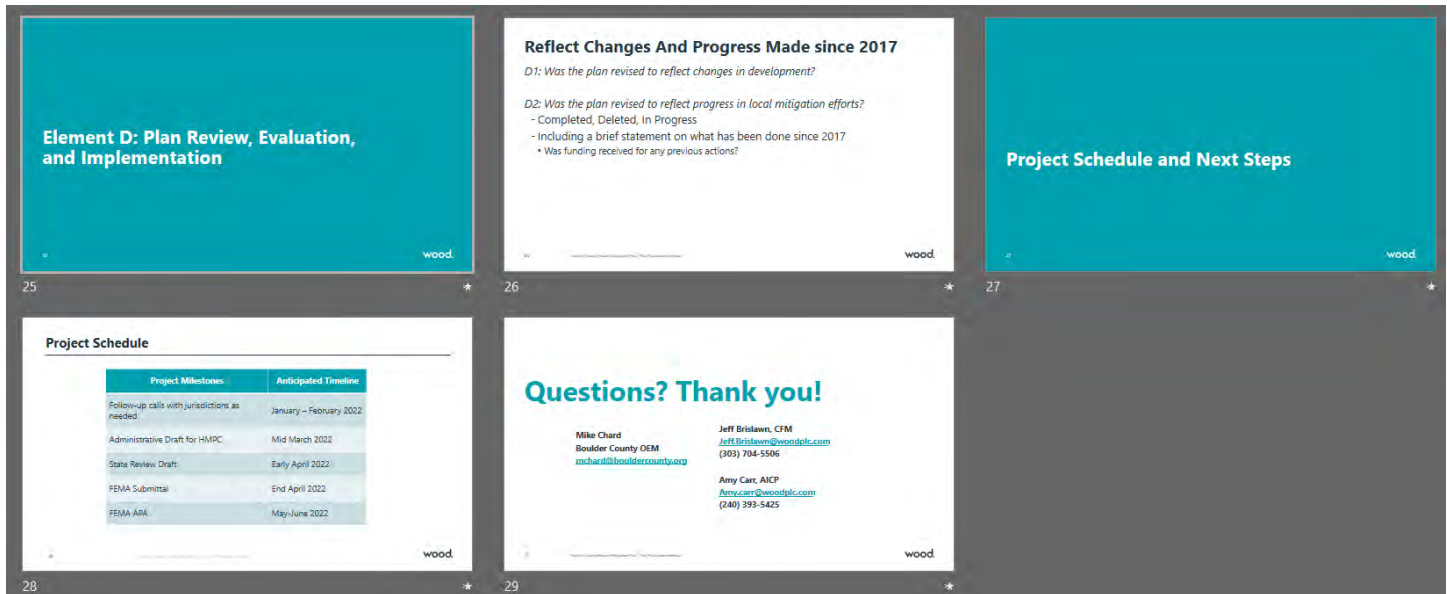 Element D: Plan Review, Evaluation,
and Implementation
wood.
25
Reflect Changes And Progress Made since 2017
D1: Was the plan revised to reflect changes in development?
D2: Was the plan revised to reflect progress in local mitigation efforts?
- Completed, Deleted, In Progress
- Including a brief statement on what has been done since 2017
• Was funding received for any previous actions?
wood.
26
Project Schedule and Next Steps
wood.
27
Project Schedule
Project Milestones Anticipated Timeline
Follow-up calls with jurisdictions as
needed January – February 2022
Administrative Draft for HMPC Mid March 2022
State Review Draft Early April 2022
FEMA Submittal End April 2022
FEMA APA May-June 2022
wood.
28
Questions? Thank you!
Mike Chard
Boulder County OEM
mchard@bouldercounty.org
Jeff Brislawn, CFM
Jeff.Brislawn@woodplc.com
(303) 704-5506
Amy Carr, AICP
Amy.carr@woodplc.com
(240) 393-5425
wood.
29